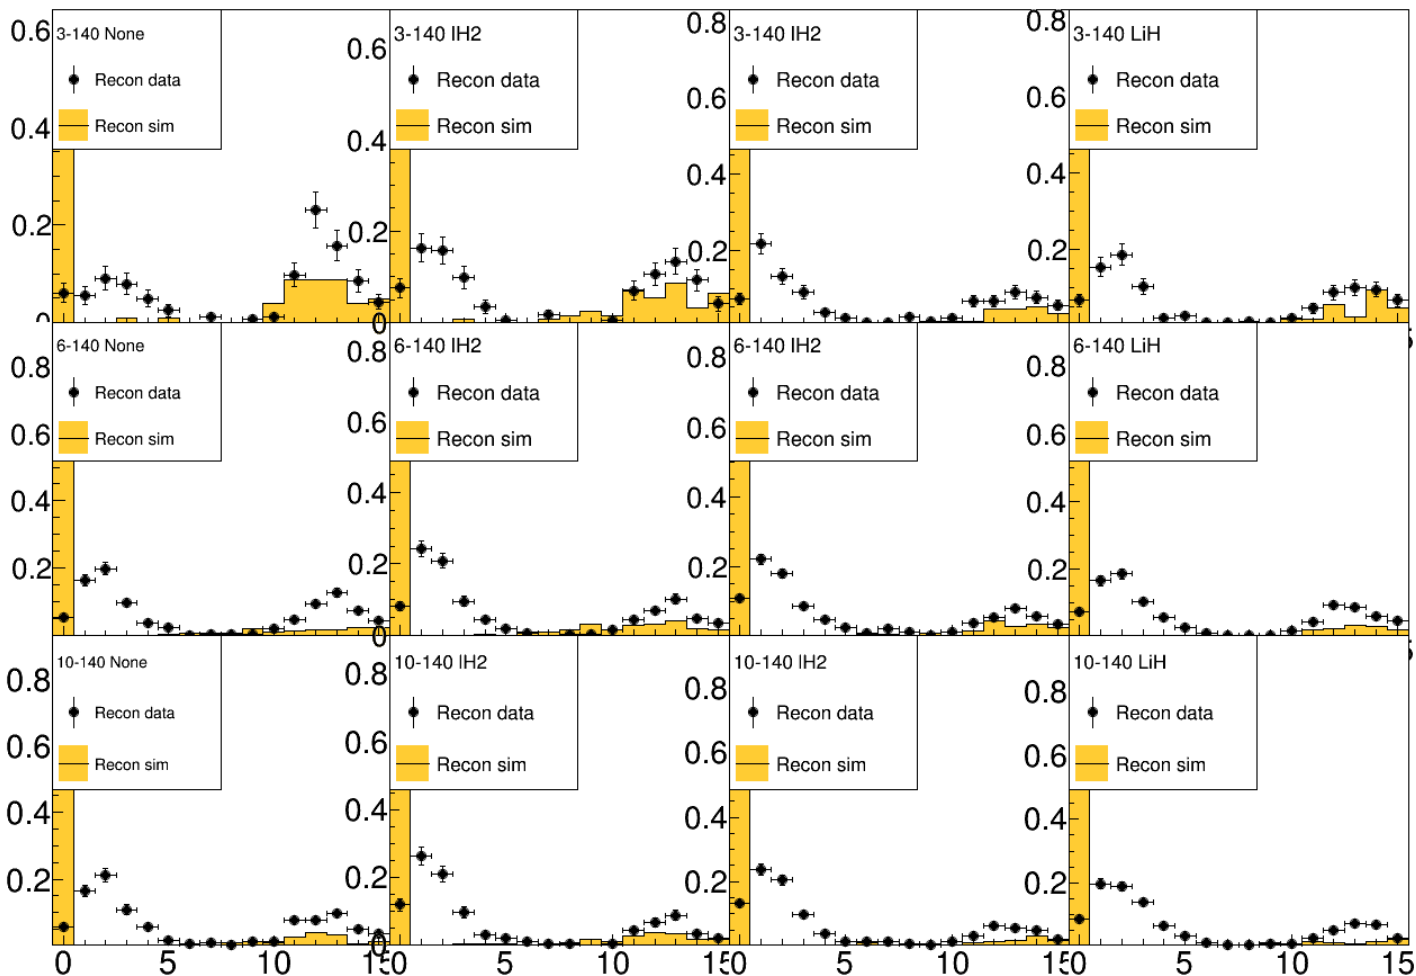 3-140 None
Recon data
Recon sim
0.6
0.4
0.2
0
3-140 lH2
Recon data
Recon sim
0.6
0.4
0.2
0
3-140 lH2
Recon data
Recon sim
0.8
0.6
0.4
0.2
3-140 LiH
Recon data
Recon sim
0.8
0.6
0.4
0.2
6-140 None
Recon data
Recon sim
0.8
0.6
0.4
0.2
6-140 lH2
Recon data
Recon sim
0.8
0.6
0.4
0.2
0
6-140 lH2
Recon data
Recon sim
0.8
0.6
0.4
0.2
6-140 LiH
Recon data
Recon sim
0.8
0.6
0.4
0.2
10-140 None
Recon data
Recon sim
0.8
0.6
0.4
0.2
10-140 lH2
Recon data
Recon sim
0.8
0.6
0.4
0.2
0
10-140 lH2
Recon data
Recon sim
0.8
0.6
0.4
0.2
10-140 LiH
Recon data
Recon sim
0.8
0.6
0.4
0.2
0 5 10 15 5 10 15 5 10 15 5 10 15